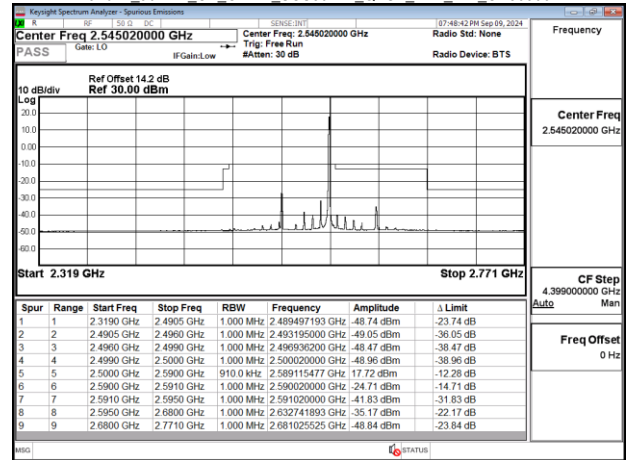 Keysight Spectrum Analyzer - Spurious Emissions
R RF 50 Ω DC SENSE:INT 07:48:42 PM Sep 09, 2024
Center Freq 2.545020000 GHz Center Freq: 2.545020000 GHz Radio Std: None Frequency
Gate: LO Trig: Free Run
PASS IFGain:Low #Atten: 30 dB Radio Device: BTS
Ref Offset 14.2 dB
10 dB/div Ref 30.00 dBm
Log
20.0
10.0
0.00
-10.0
-20.0
-30.0
-40.0
-50.0
-60.0
Center Freq
2.545020000 GHz
Start 2.319 GHz Stop 2.771 GHz
CF Step
4.399000000 GHz
Auto Man
Freq Offset
0 Hz
Spur Range Start Freq Stop Freq RBW Frequency Amplitude Δ Limit
1 1 2.3190 GHz 2.4905 GHz 1.000 MHz 2.489497193 GHz -48.74 dBm -23.74 dB
2 2 2.4905 GHz 2.4960 GHz 1.000 MHz 2.493195000 GHz -49.05 dBm -36.05 dB
3 3 2.4960 GHz 2.4990 GHz 1.000 MHz 2.496936200 GHz -48.47 dBm -38.47 dB
4 4 2.4990 GHz 2.5000 GHz 1.000 MHz 2.500020000 GHz -48.96 dBm -38.96 dB
5 5 2.5000 GHz 2.5900 GHz 910.0 kHz 2.589115477 GHz 17.72 dBm -12.28 dB
6 6 2.5900 GHz 2.5910 GHz 1.000 MHz 2.590020000 GHz -24.71 dBm -14.71 dB
7 7 2.5910 GHz 2.5950 GHz 1.000 MHz 2.591020000 GHz -41.83 dBm -31.83 dB
8 8 2.5950 GHz 2.6800 GHz 1.000 MHz 2.632741893 GHz -35.17 dBm -22.17 dB
9 9 2.6800 GHz 2.7710 GHz 1.000 MHz 2.681025525 GHz -48.84 dBm -23.84 dB
MSG STATUS